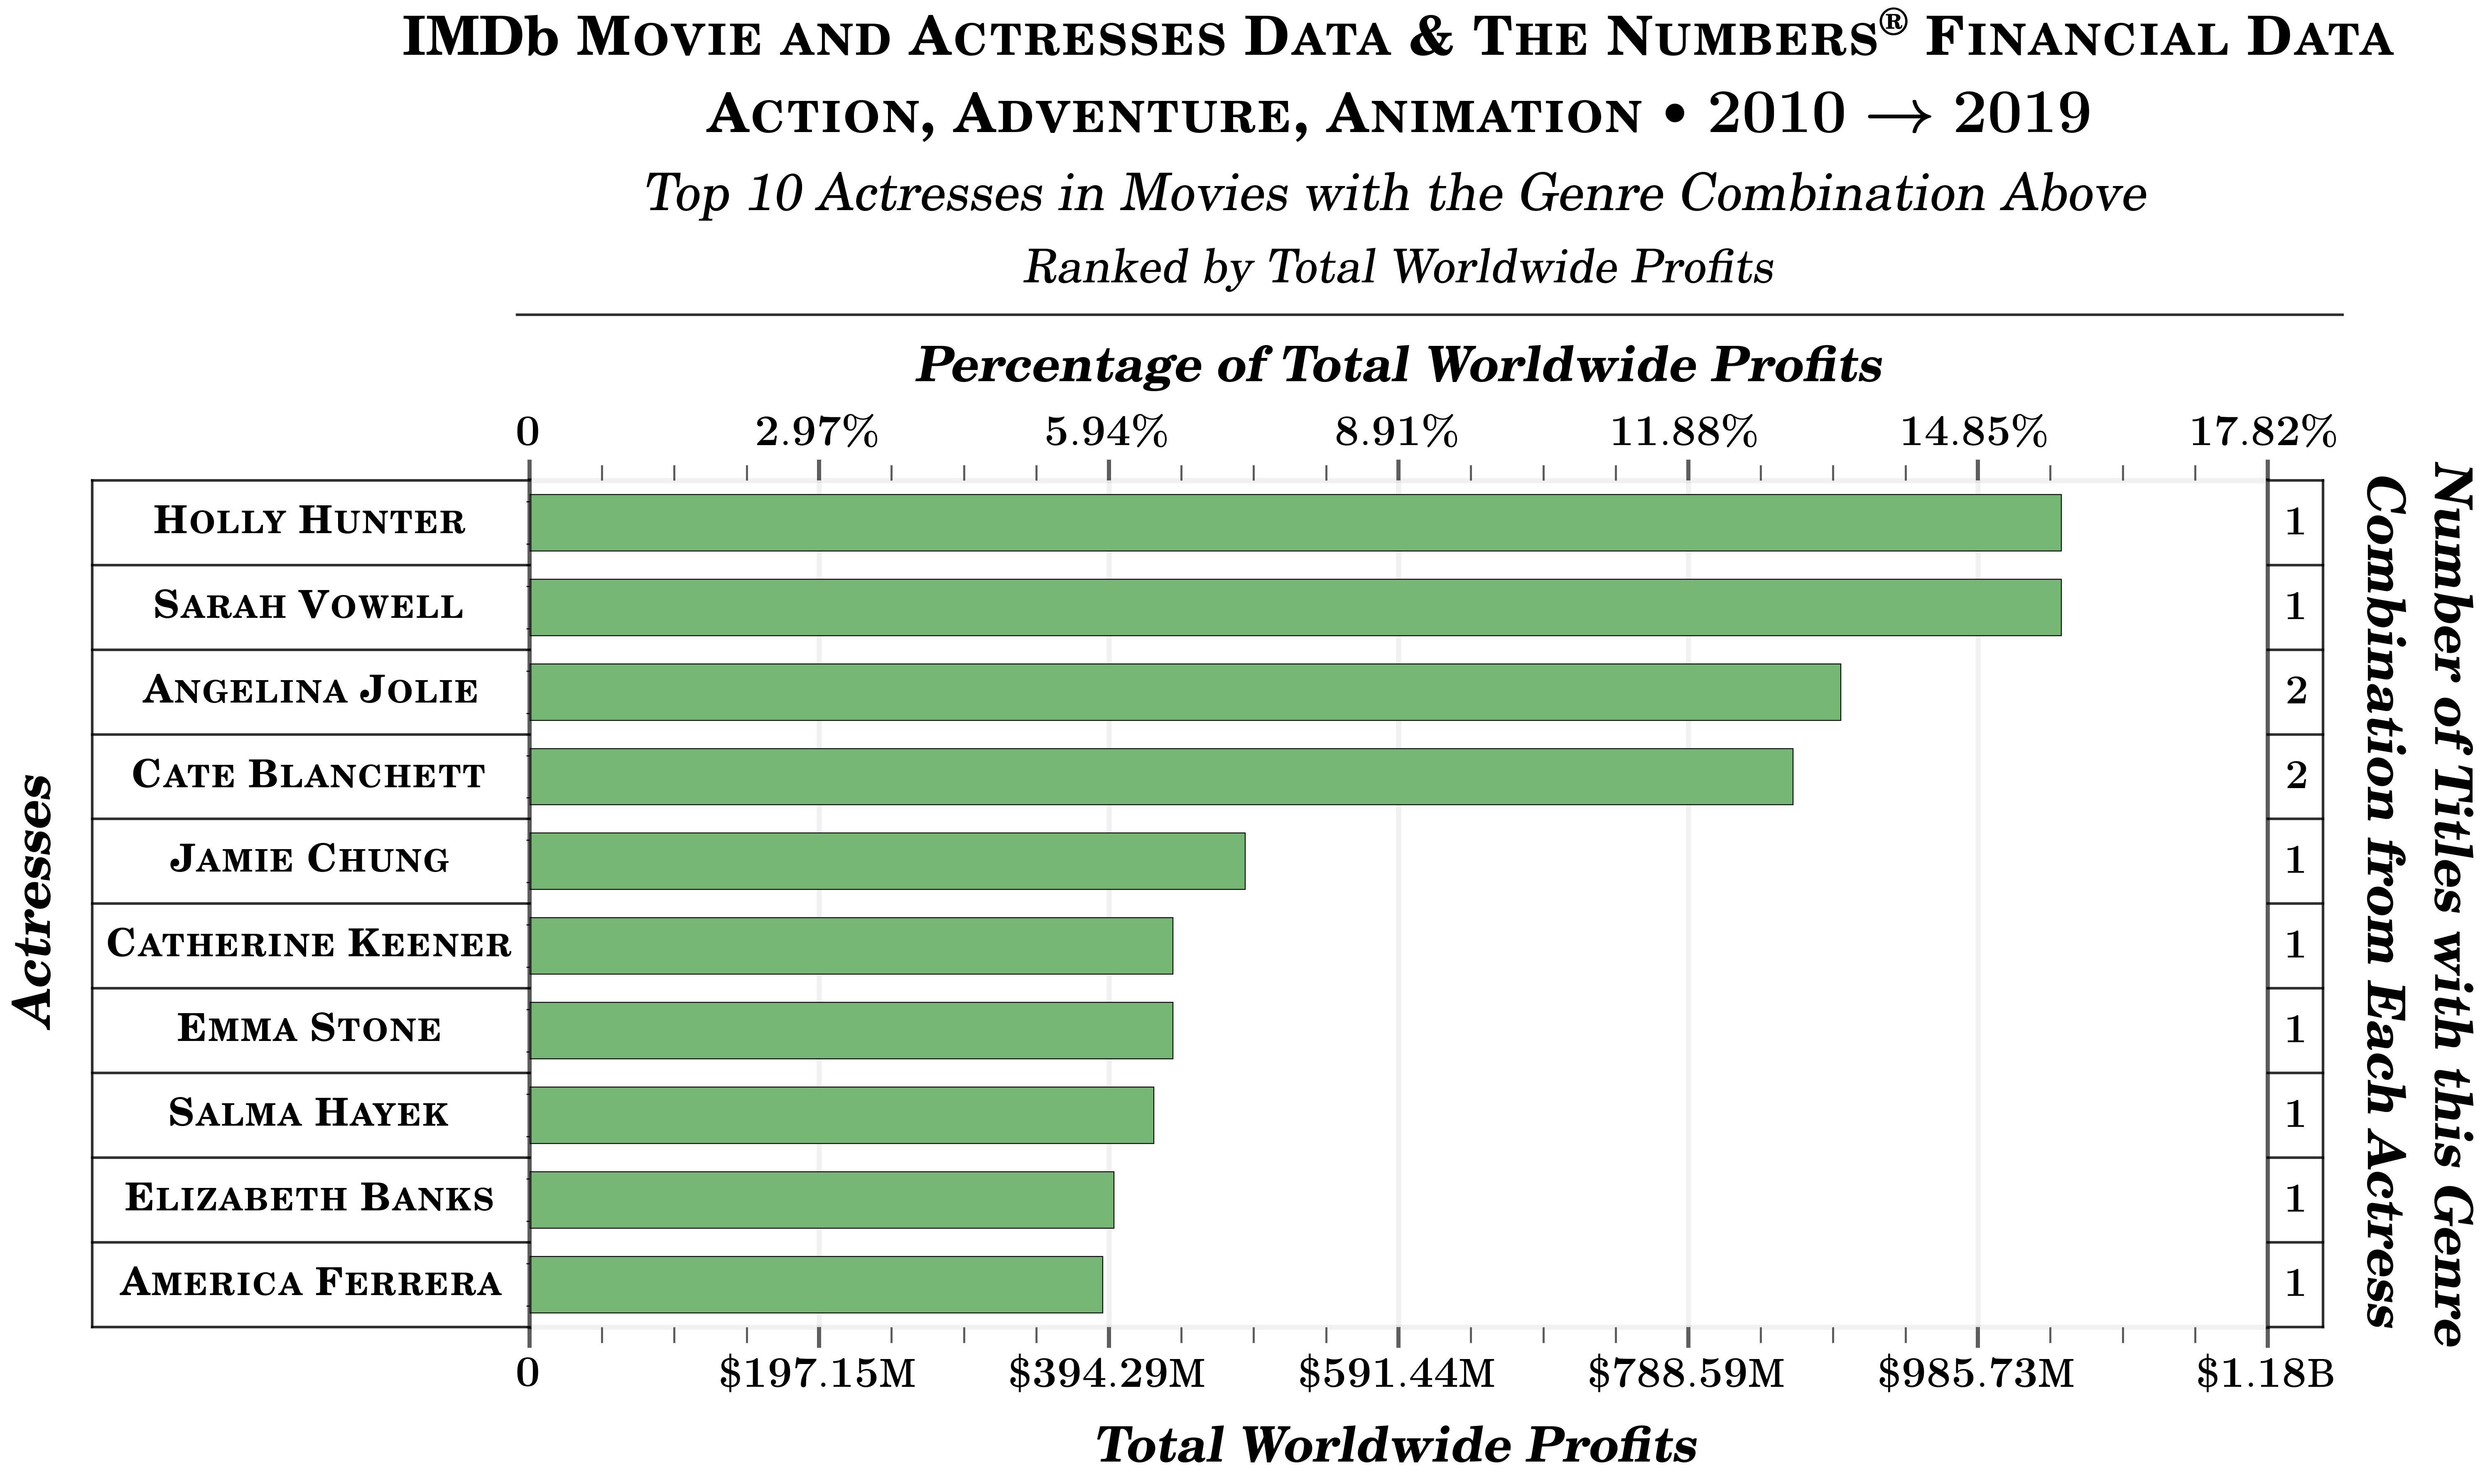 IMDb Movie and Actresses Data & The Numbers® Financial Data
Action, Adventure, Animation • 2010 → 2019
Top 10 Actresses in Movies with the Genre Combination Above
Ranked by Total Worldwide Profits
Percentage of Total Worldwide Profits
0 2.97% 5.94% 8.91% 11.88% 14.85% 17.82%
Actresses
Holly Hunter 1
Sarah Vowell 1
Angelina Jolie 2
Cate Blanchett 2
Jamie Chung 1
Catherine Keener 1
Emma Stone 1
Salma Hayek 1
Elizabeth Banks 1
America Ferrera 1
Number of Titles with this Genre
Combination from Each Actress
0 $197.15M $394.29M $591.44M $788.59M $985.73M $1.18B
Total Worldwide Profits